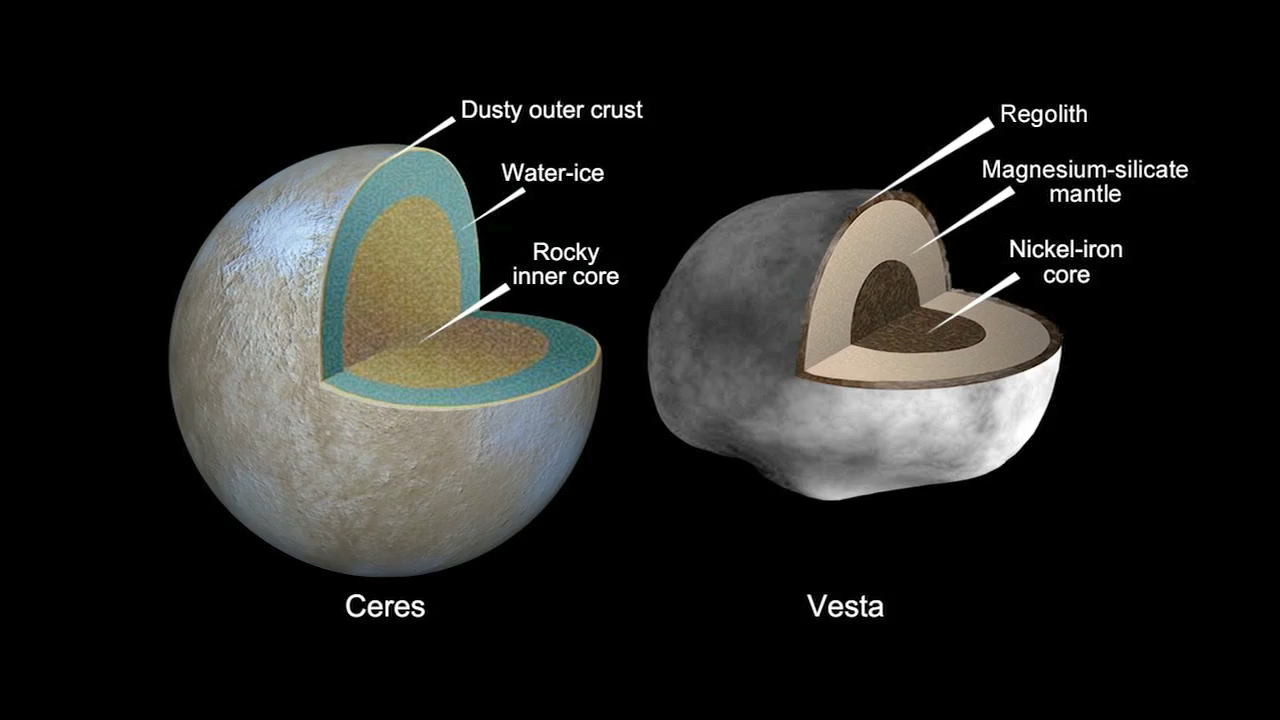 Dusty outer crust
Water-ice
Rocky
inner core
Ceres
Regolith
Magnesium-silicate
mantle
Nickel-iron
core
Vesta